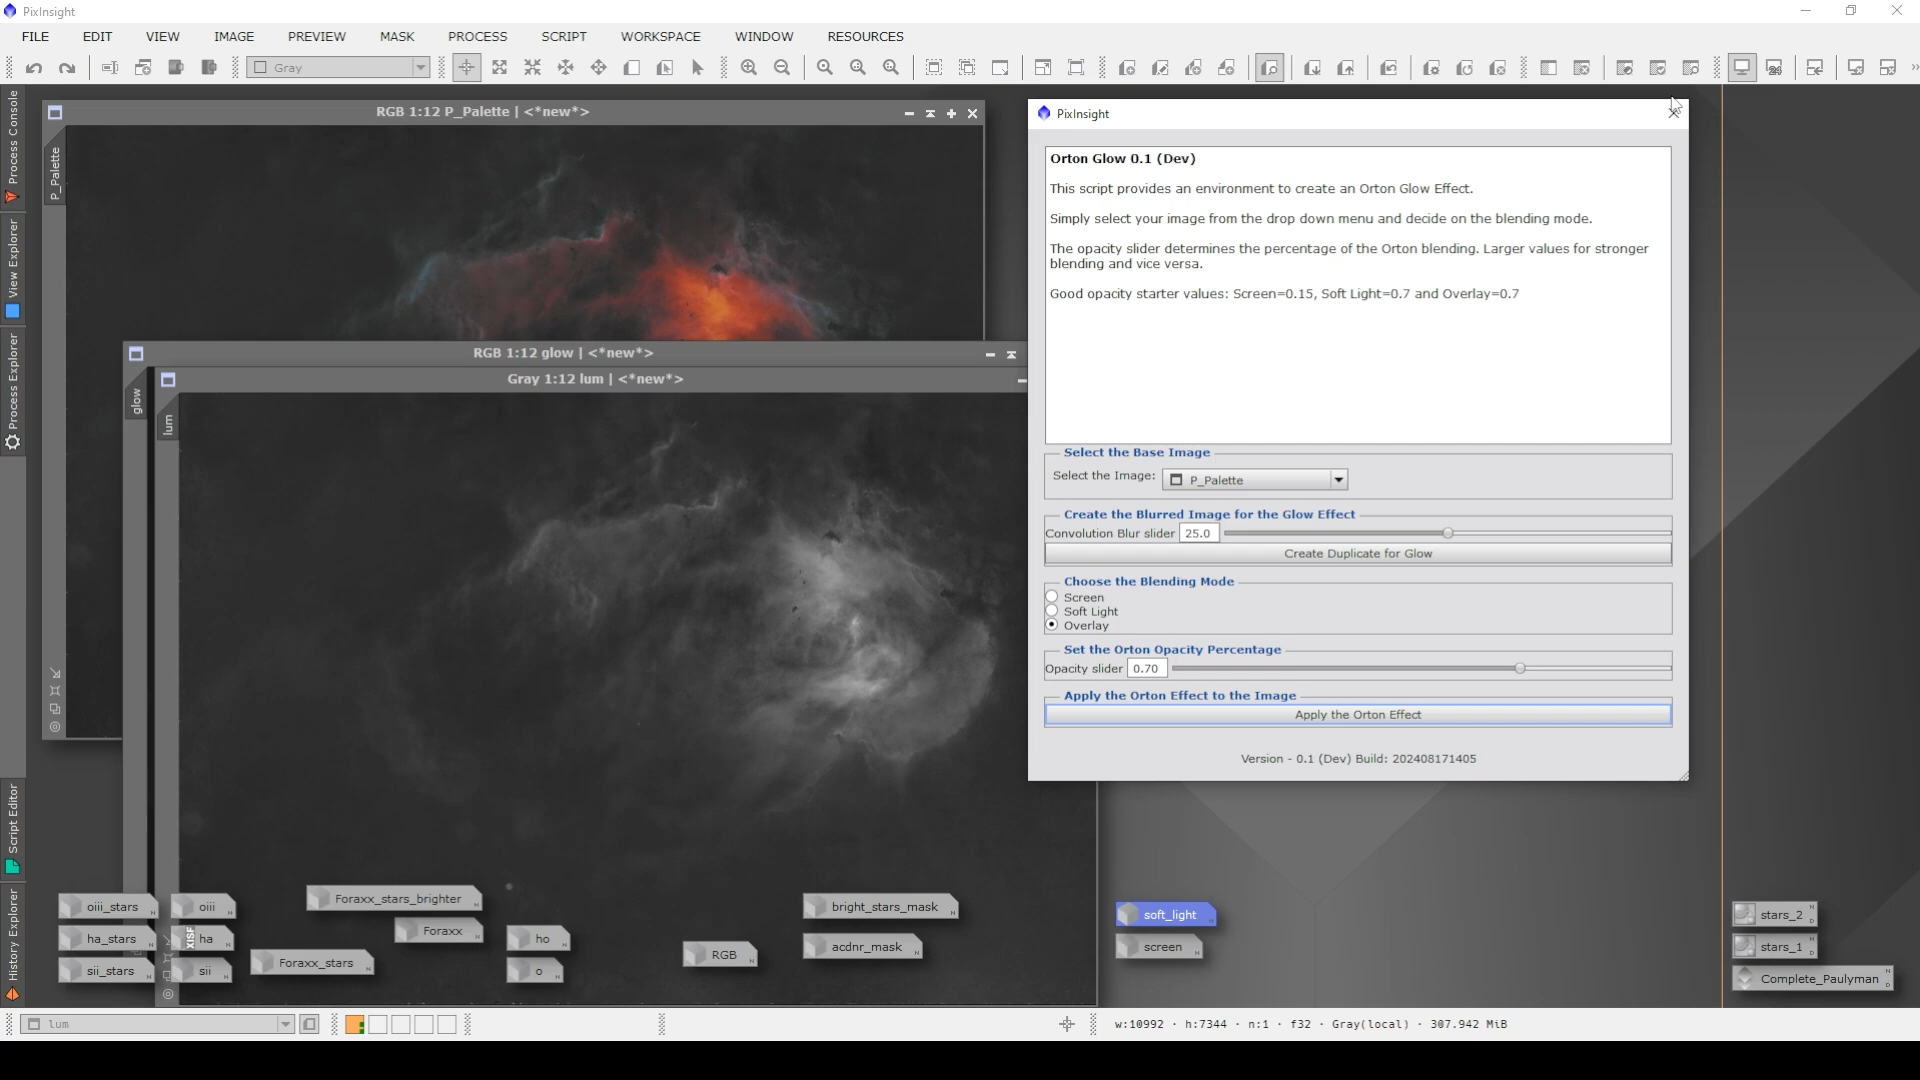 PixInsight
FILE EDIT VIEW IMAGE PREVIEW MASK PROCESS SCRIPT WORKSPACE WINDOW RESOURCES
Gray
Process Console
View Explorer
Process Explorer
Script Editor
History Explorer
RGB 1:12 P_Palette | <*new*>
P_Palette
RGB 1:12 glow | <*new*>
glow
Gray 1:12 lum | <*new*>
lum
PixInsight
Orton Glow 0.1 (Dev)
This script provides an environment to create an Orton Glow Effect.
Simply select your image from the drop down menu and decide on the blending mode.
The opacity slider determines the percentage of the Orton blending. Larger values for stronger
blending and vice versa.
Good opacity starter values: Screen=0.15, Soft Light=0.7 and Overlay=0.7
Select the Base Image
Select the Image: P_Palette
Create the Blurred Image for the Glow Effect
Convolution Blur slider 25.0
Create Duplicate for Glow
Choose the Blending Mode
Screen
Soft Light
Overlay
Set the Orton Opacity Percentage
Opacity slider 0.70
Apply the Orton Effect to the Image
Apply the Orton Effect
Version - 0.1 (Dev) Build: 202408171405
oiii_stars
oiii
ha_stars
XISF
ha
sii_stars
sii
Foraxx_stars_brighter
Foraxx
Foraxx_stars
ho
o
RGB
bright_stars_mask
acdnr_mask
soft_light
screen
stars_2
stars_1
Complete_Paulyman
lum
w:10992 · h:7344 · n:1 · f32 · Gray(local) · 307.942 MiB